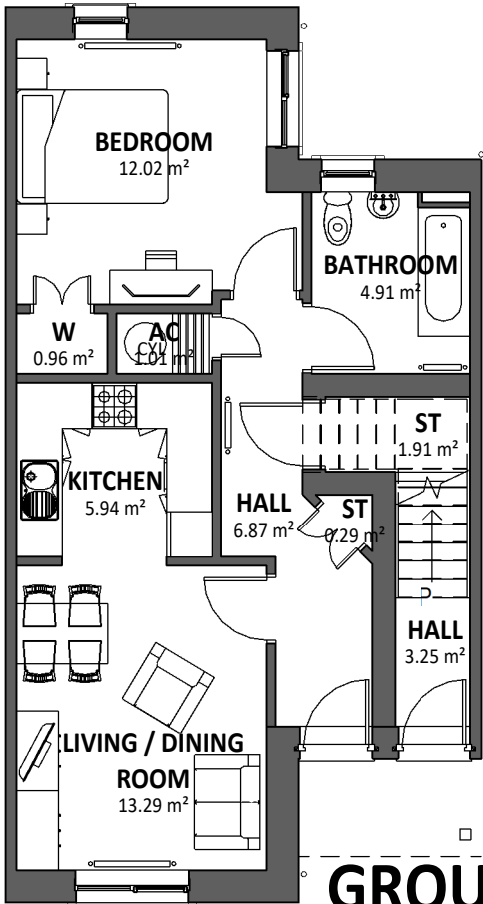 BEDROOM
12.02 m²
BATHROOM
4.91 m²
W
0.96 m²
AC
CYL
1.01 m²
ST
1.91 m²
KITCHEN
5.94 m²
HALL
6.87 m²
ST
0.29 m²
P
HALL
3.25 m²
LIVING / DINING
ROOM
13.29 m²
GROU